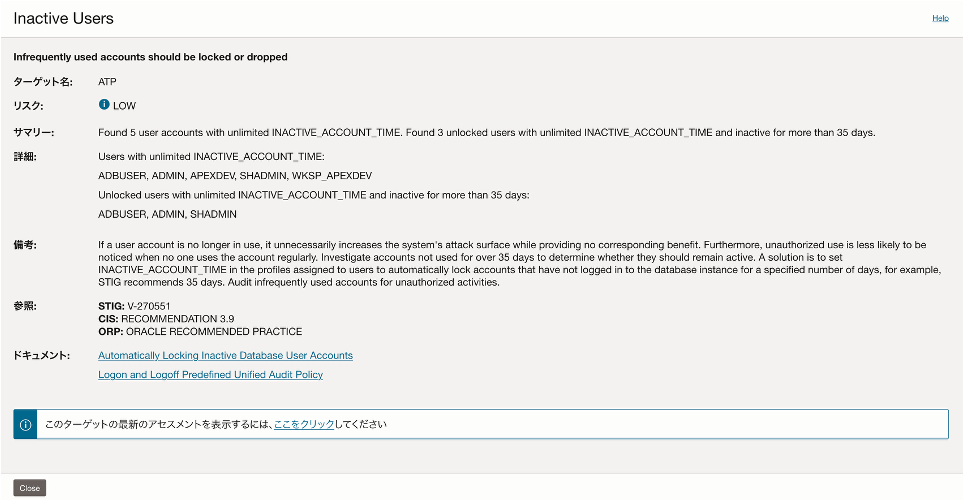 Inactive Users
Help
Infrequently used accounts should be locked or dropped
ターゲット名: ATP
リスク: LOW
サマリー: Found 5 user accounts with unlimited INACTIVE_ACCOUNT_TIME. Found 3 unlocked users with unlimited INACTIVE_ACCOUNT_TIME and inactive for more than 35 days.
詳細: Users with unlimited INACTIVE_ACCOUNT_TIME:
ADBUSER, ADMIN, APEXDEV, SHADMIN, WKSP_APEXDEV
Unlocked users with unlimited INACTIVE_ACCOUNT_TIME and inactive for more than 35 days:
ADBUSER, ADMIN, SHADMIN
備考: If a user account is no longer in use, it unnecessarily increases the system's attack surface while providing no corresponding benefit. Furthermore, unauthorized use is less likely to be
noticed when no one uses the account regularly. Investigate accounts not used for over 35 days to determine whether they should remain active. A solution is to set
INACTIVE_ACCOUNT_TIME in the profiles assigned to users to automatically lock accounts that have not logged in to the database instance for a specified number of days, for example,
STIG recommends 35 days. Audit infrequently used accounts for unauthorized activities.
参照: STIG: V-270551
CIS: RECOMMENDATION 3.9
ORP: ORACLE RECOMMENDED PRACTICE
ドキュメント: Automatically Locking Inactive Database User Accounts
Logon and Logoff Predefined Unified Audit Policy
このターゲットの最新のアセスメントを表示するには、ここをクリックしてください
Close